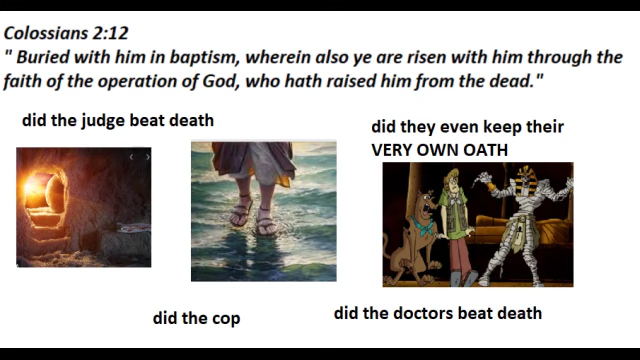 Colossians 2:12
" Buried with him in baptism, wherein also ye are risen with him through the
faith of the operation of God, who hath raised him from the dead."
did the judge beat death
did they even keep their
VERY OWN OATH
did the cop
did the doctors beat death